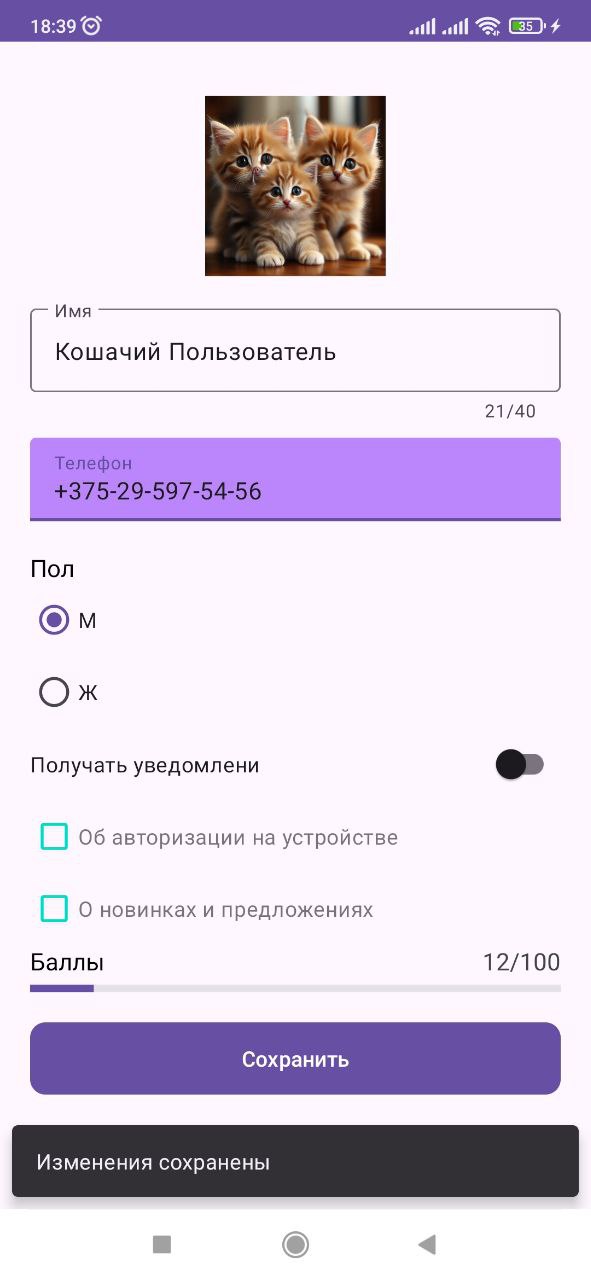 18:39
35
Имя
Кошачий Пользователь
21/40
Телефон
+375-29-597-54-56
Пол
М
Ж
Получать уведомлени
Об авторизации на устройстве
О новинках и предложениях
Баллы 12/100
Сохранить
Изменения сохранены